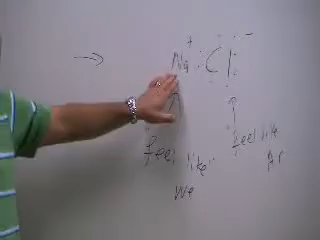 → Na⁺ :Cl:⁻
"feel like"
Ne
feel like
Ar